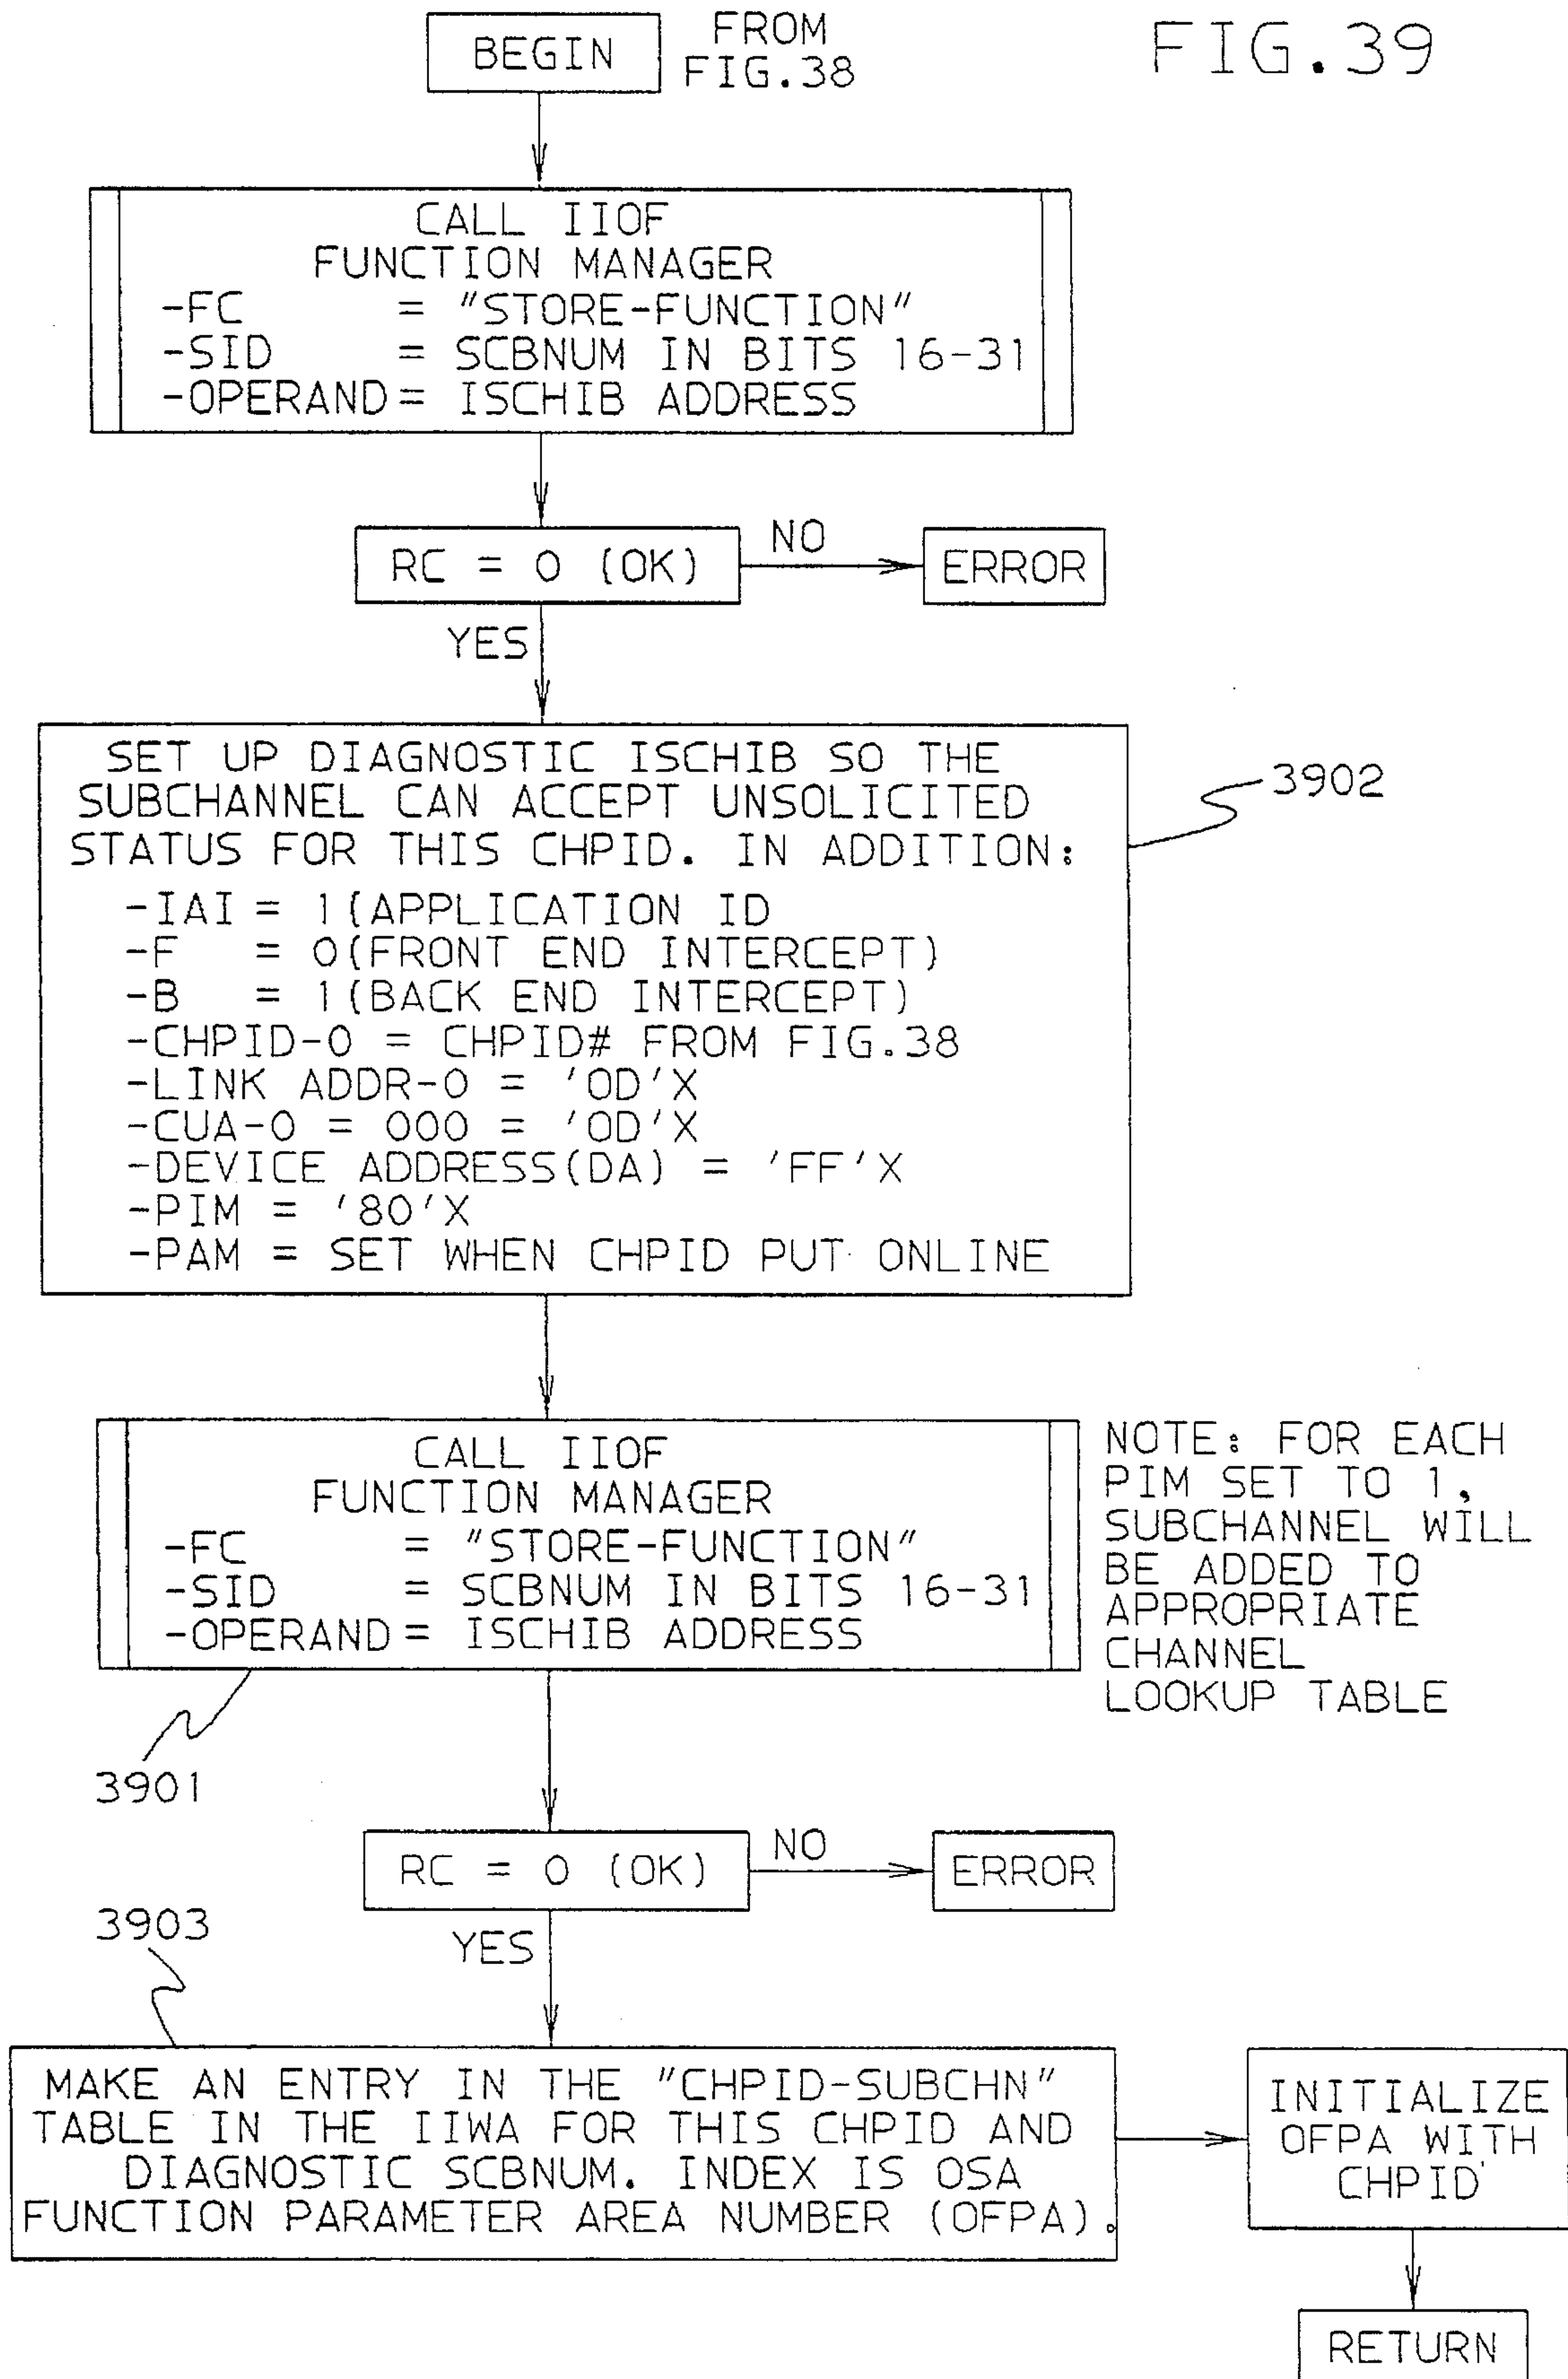 FIG.39
BEGIN
FROM
FIG.38
CALL IIOF
FUNCTION MANAGER
-FC = "STORE-FUNCTION"
-SID = SCBNUM IN BITS 16-31
-OPERAND = ISCHIB ADDRESS
RC = 0 (OK)
NO
ERROR
YES
SET UP DIAGNOSTIC ISCHIB SO THE
SUBCHANNEL CAN ACCEPT UNSOLICITED
STATUS FOR THIS CHPID. IN ADDITION:
-IAI = 1(APPLICATION ID
-F = 0(FRONT END INTERCEPT)
-B = 1(BACK END INTERCEPT)
-CHPID-0 = CHPID# FROM FIG.38
-LINK ADDR-0 = '0D'X
-CUA-0 = 000 = '0D'X
-DEVICE ADDRESS(DA) = 'FF'X
-PIM = '80'X
-PAM = SET WHEN CHPID PUT ONLINE
3902
CALL IIOF
FUNCTION MANAGER
-FC = "STORE-FUNCTION"
-SID = SCBNUM IN BITS 16-31
-OPERAND = ISCHIB ADDRESS
NOTE: FOR EACH
PIM SET TO 1,
SUBCHANNEL WILL
BE ADDED TO
APPROPRIATE
CHANNEL
LOOKUP TABLE
3901
RC = 0 (OK)
NO
ERROR
YES
3903
MAKE AN ENTRY IN THE "CHPID-SUBCHN"
TABLE IN THE IIWA FOR THIS CHPID AND
DIAGNOSTIC SCBNUM. INDEX IS OSA
FUNCTION PARAMETER AREA NUMBER (OFPA).
INITIALIZE
OFPA WITH
CHPID
RETURN